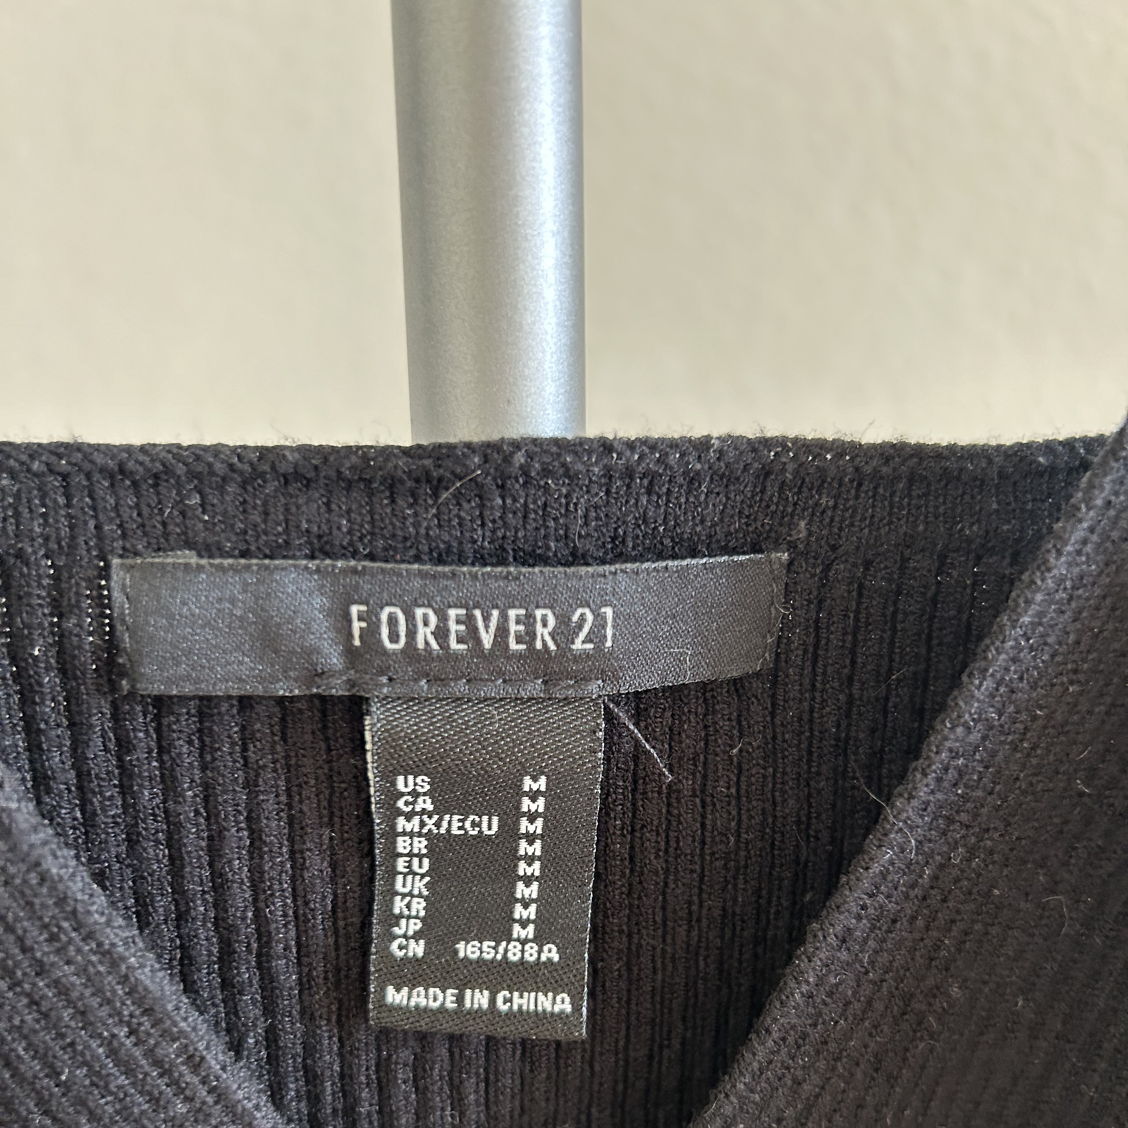 FOREVER 21
US M
CA M
MX/ECU M
BR M
EU M
UK M
KR M
JP M
CN 165/88A
MADE IN CHINA